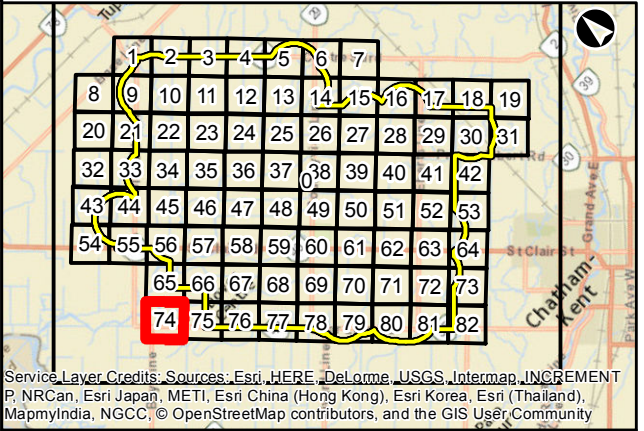 20
1 2 3 4 5 6 7
40
8 9 10 11 12 13 14 15 16 17 18 19
39
20 21 22 23 24 25 26 27 28 29 30 31
Rd
32 33 34 35 36 37 38 39 40 41 42
0
43 44 45 46 47 48 49 50 51 52 53
Grand Ave E
54 55 56 57 58 59 60 61 62 63 64
St Clair St
65 66 67 68 69 70 71 72 73
Chatham-
Kent
74 75 76 77 78 79 80 81 82
Park Ave W
Service Layer Credits: Sources: Esri, HERE, DeLorme, USGS, Intermap, INCREMENT
P, NRCan, Esri Japan, METI, Esri China (Hong Kong), Esri Korea, Esri (Thailand),
MapmyIndia, NGCC, © OpenStreetMap contributors, and the GIS User Community